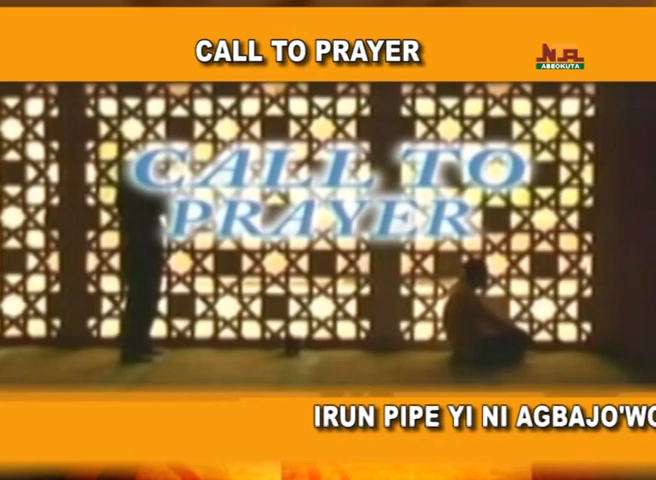 CALL TO PRAYER
NTA
ABEOKUTA
CALL TO
PRAYER
IRUN PIPE YI NI AGBAJO'WO